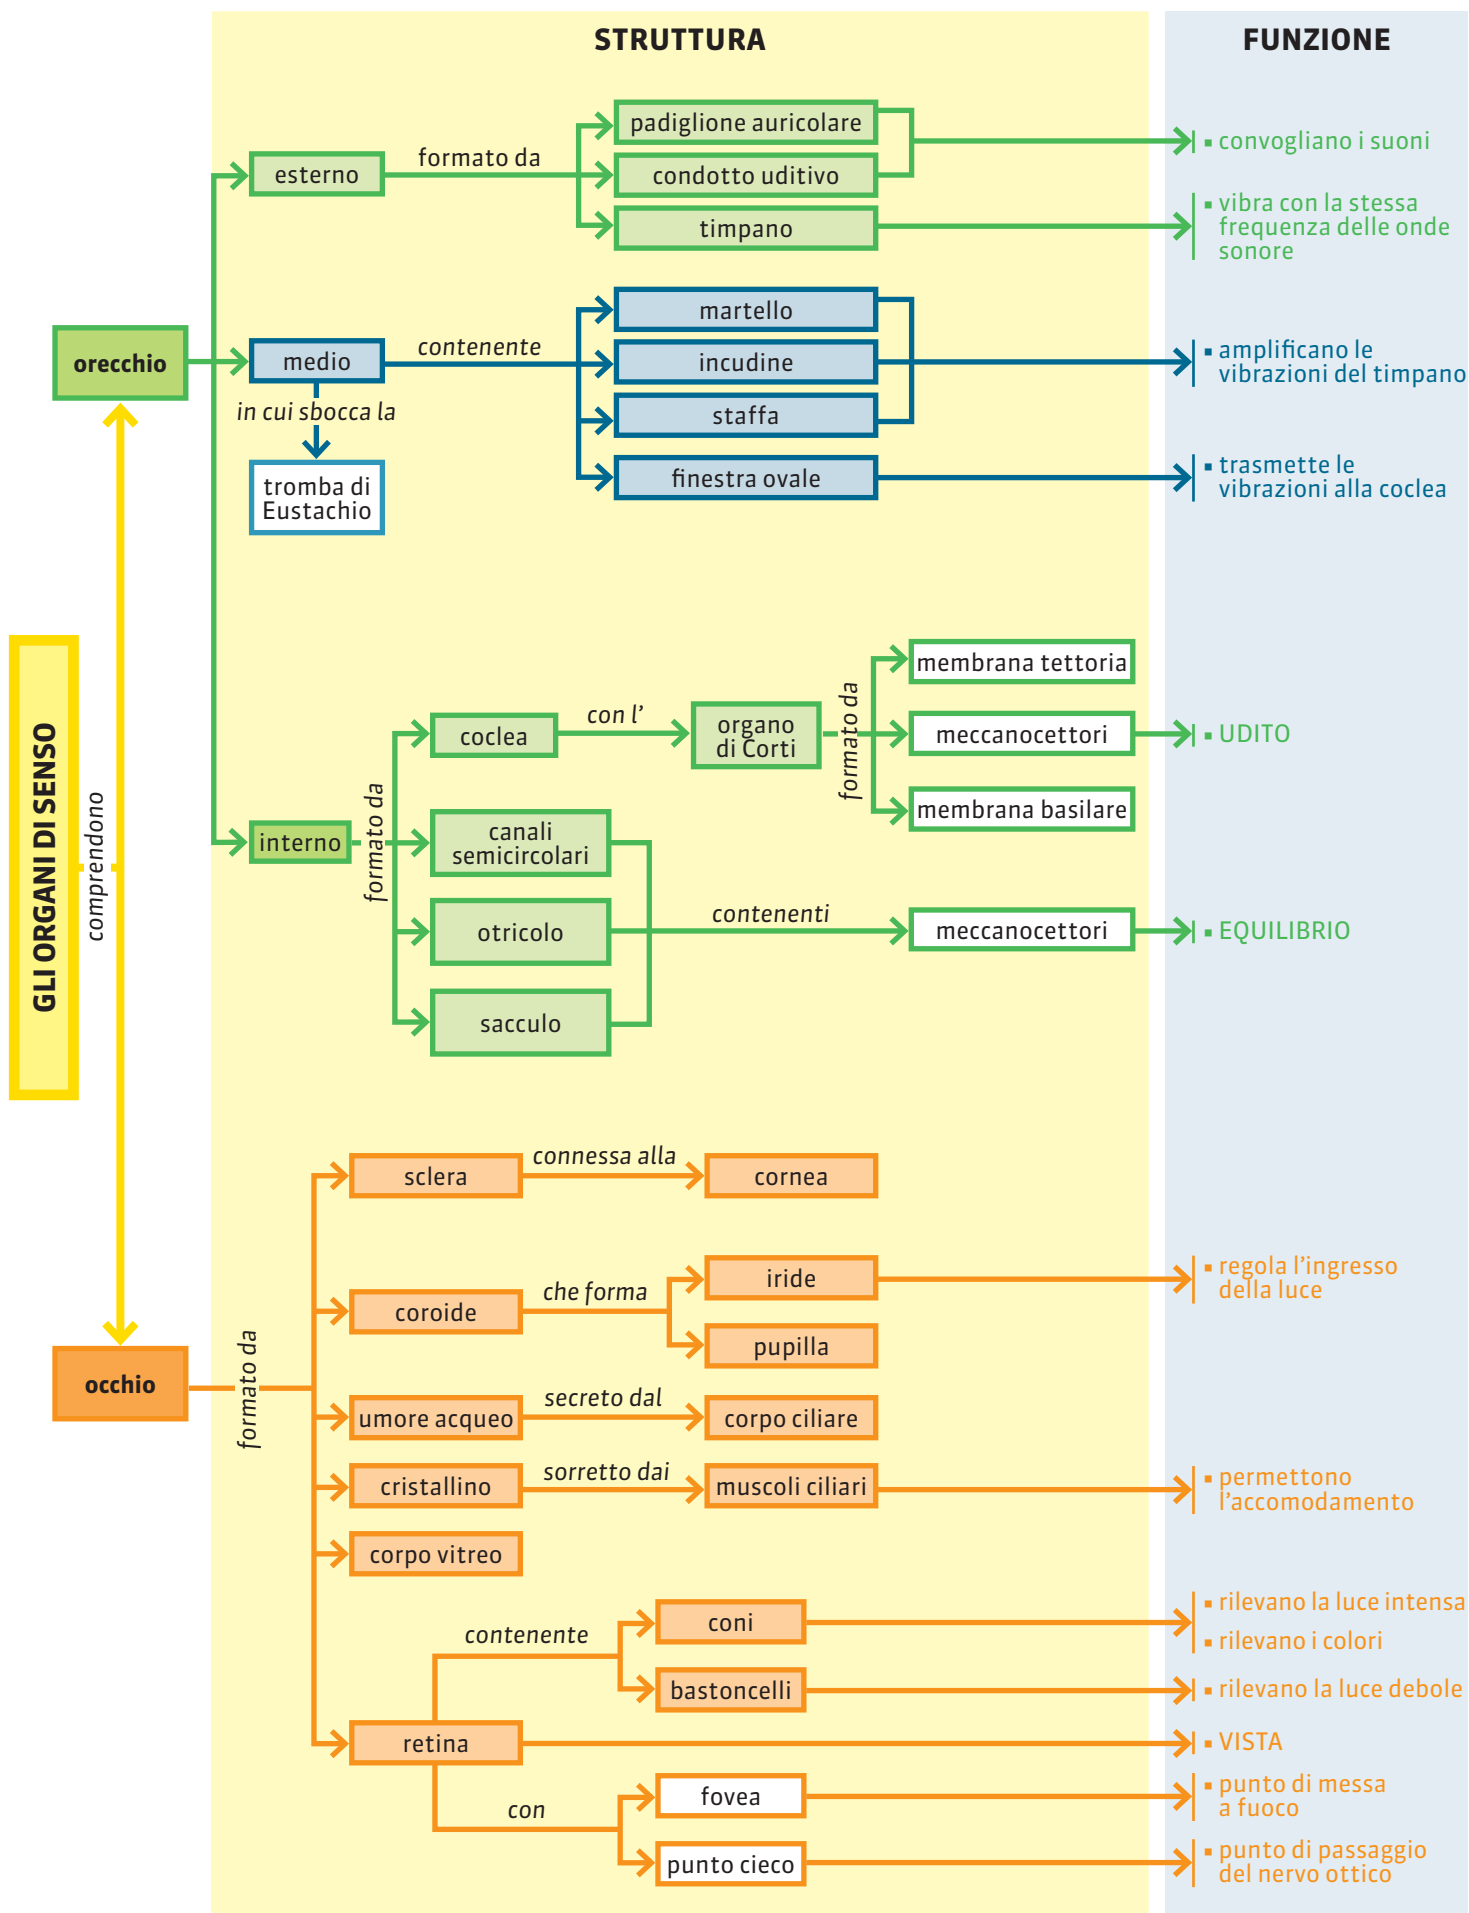 STRUTTURA
FUNZIONE
GLI ORGANI DI SENSO
comprendono
orecchio
esterno
formato da
padiglione auricolare
condotto uditivo
▪ convogliano i suoni
timpano
▪ vibra con la stessa
frequenza delle onde
sonore
medio
contenente
martello
incudine
staffa
▪ amplificano le
vibrazioni del timpano
finestra ovale
▪ trasmette le
vibrazioni alla coclea
in cui sbocca la
tromba di
Eustachio
interno
formato da
coclea
con l'
organo
di Corti
formato da
membrana tettoria
meccanocettori
▪ UDITO
membrana basilare
canali
semicircolari
otricolo
sacculo
contenenti
meccanocettori
▪ EQUILIBRIO
occhio
formato da
sclera
connessa alla
cornea
coroide
che forma
iride
▪ regola l'ingresso
della luce
pupilla
umore acqueo
secreto dal
corpo ciliare
cristallino
sorretto dai
muscoli ciliari
▪ permettono
l'accomodamento
corpo vitreo
retina
contenente
coni
▪ rilevano la luce intensa
▪ rilevano i colori
bastoncelli
▪ rilevano la luce debole
▪ VISTA
con
fovea
▪ punto di messa
a fuoco
punto cieco
▪ punto di passaggio
del nervo ottico